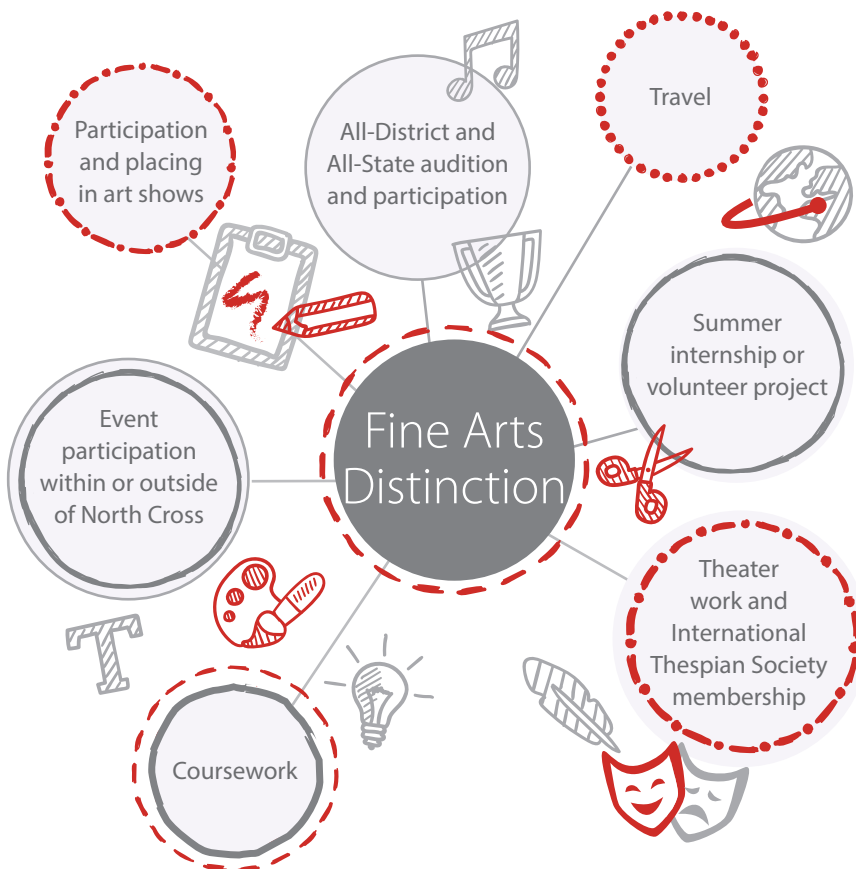 Participation
and placing
in art shows
All-District and
All-State audition
and participation
Travel
Summer
internship or
volunteer project
Fine Arts
Distinction
Event
participation
within or outside
of North Cross
Theater
work and
International
Thespian Society
membership
T
Coursework